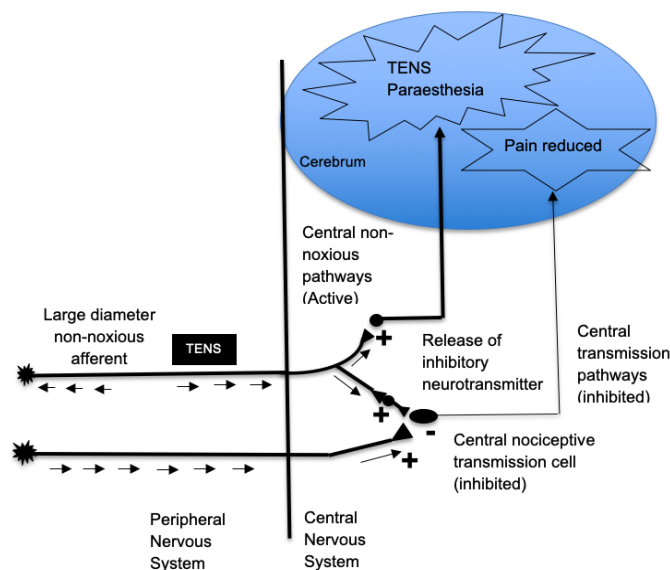 TENS
Paraesthesia
Pain reduced
Cerebrum
Central non-
noxious
pathways
(Active)
Large diameter
non-noxious
afferent
TENS
+
Release of
inhibitory
neurotransmitter
Central
transmission
pathways
(inhibited)
+
-
+
Central nociceptive
transmission cell
(inhibited)
Peripheral
Nervous
System
Central
Nervous
System